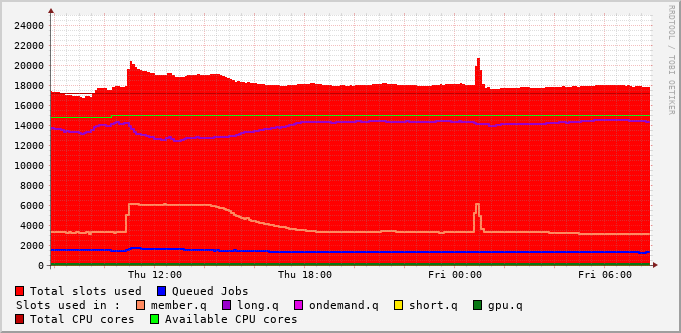 RRDTOOL / TOBI OETIKER
24000
22000
20000
18000
16000
14000
12000
10000
8000
6000
4000
2000
0
Thu 12:00 Thu 18:00 Fri 00:00 Fri 06:00
Total slots used Queued Jobs
Slots used in : member.q long.q ondemand.q short.q gpu.q
Total CPU cores Available CPU cores